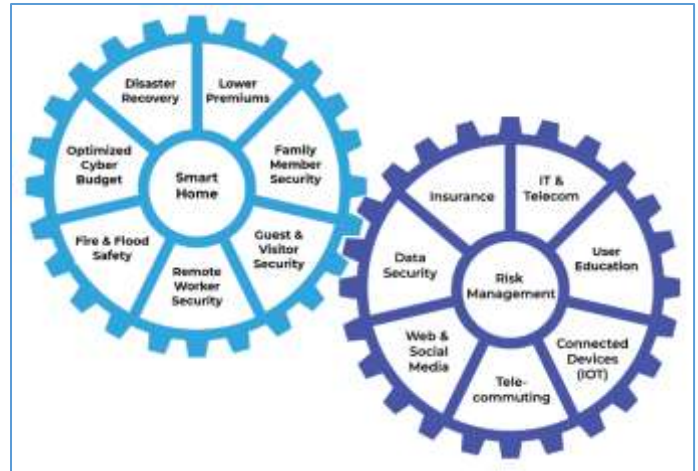 Disaster
Recovery
Lower
Premiums
Optimized
Cyber
Budget
Smart
Home
Family
Member
Security
Fire & Flood
Safety
Remote
Worker
Security
Guest &
Visitor
Security
Insurance
IT &
Telecom
Data
Security
Risk
Management
User
Education
Web &
Social
Media
Tele-
commuting
Connected
Devices
(IOT)